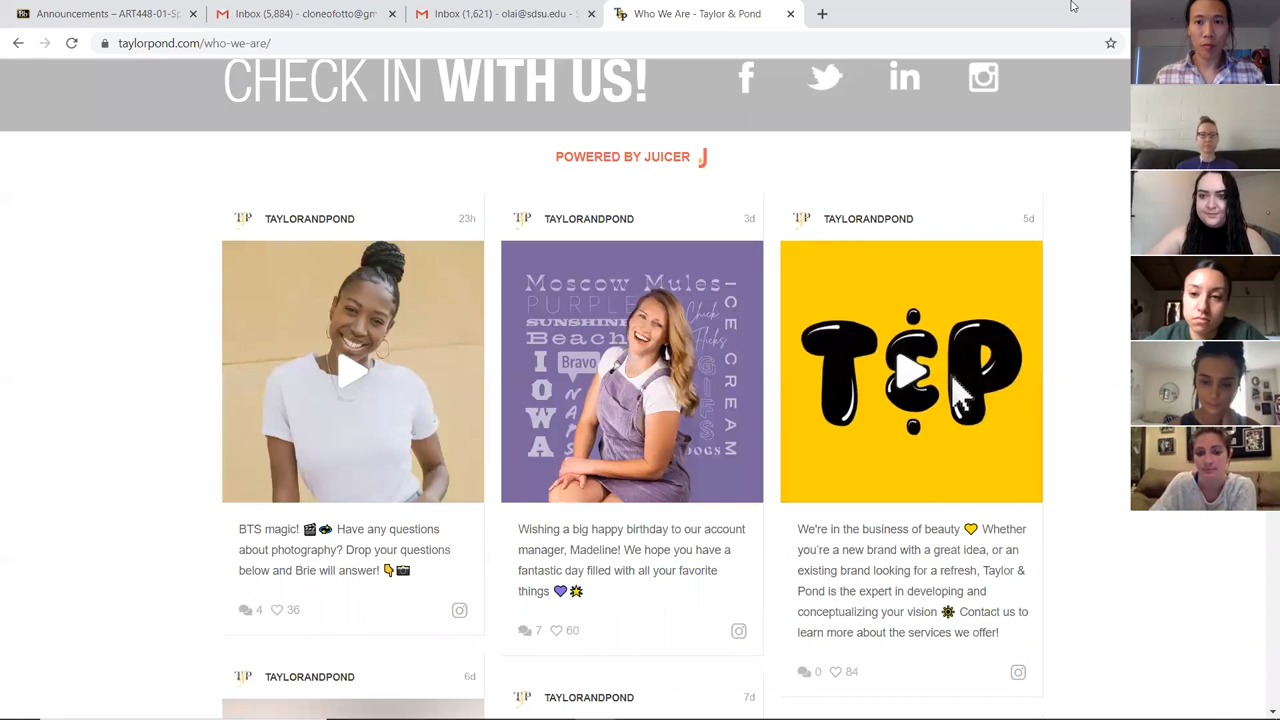 Announcements – ART448-01-Sp
Inbox (5,884) - cloneofotto@gm
Inbox (1,621) - olai@sdsu.edu - S
Who We Are - Taylor & Pond
taylorpond.com/who-we-are/
CHECK IN WITH US!
POWERED BY JUICER
TAYLORANDPOND 23h
BTS magic! 🎬 Have any questions
about photography? Drop your questions
below and Brie will answer! 👇📷
4 36
TAYLORANDPOND 3d
Moscow Mules
PURPLE
SUNSHINE
Beach
Bravo
IOWA
Chick
Flicks
GIFS
ICE CREAM
Wishing a big happy birthday to our account
manager, Madeline! We hope you have a
fantastic day filled with all your favorite
things 💜🌟
7 60
TAYLORANDPOND 5d
T&P
We're in the business of beauty 💛 Whether
you're a new brand with a great idea, or an
existing brand looking for a refresh, Taylor &
Pond is the expert in developing and
conceptualizing your vision Contact us to
learn more about the services we offer!
0 84
TAYLORANDPOND 6d
TAYLORANDPOND 7d